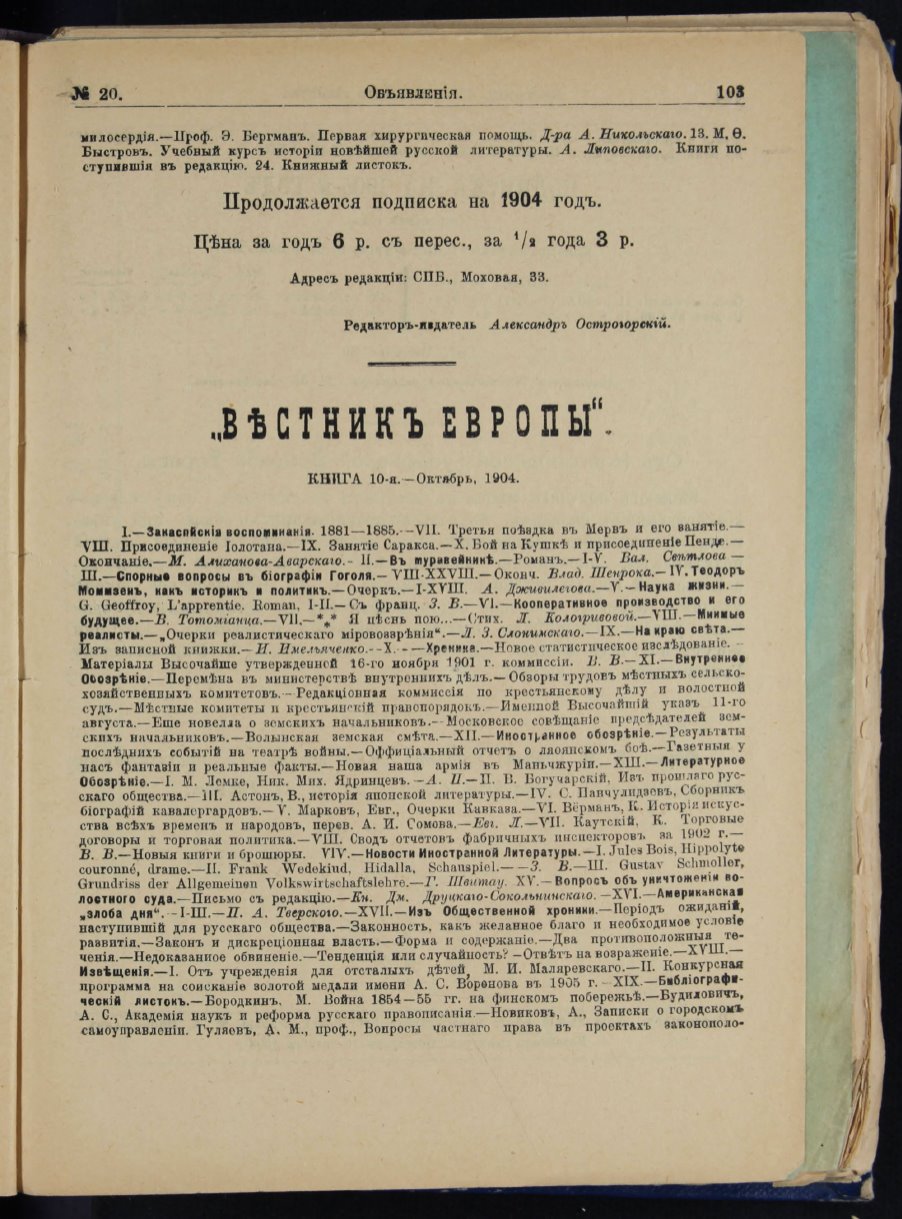 № 20.
Объявленія.
103
милосердія.—Проф. Э. Бергманъ. Первая хирургическая помощь. Д-ра А. Никольскаго. 13. М. Ѳ.
Быстровъ. Учебный курсъ исторіи новѣйшей русской литературы. А. Липовскаго. Книги по-
ступившія въ редакцію. 24. Книжный листокъ.
Продолжается подписка на 1904 годъ.
Цѣна за годъ 6 р. съ перес., за 1/2 года 3 р.
Адресъ редакціи: СПБ., Моховая, 33.
Редакторъ-издатель Александръ Острогорскій.
„ВѢСТНИКЪ ЕВРОПЫ“.
КНИГА 10-я.—Октябрь, 1904.
I.—Закаспійскія воспоминанія. 1881—1885.—VII. Третья поѣздка въ Мервъ и его занятіе.—
VIII. Присоединеніе Іолотана.—IX. Занятіе Саракса.—X. Бой на Кушкѣ и присоединеніе Пенде.—
Окончаніе.—М. Алиханова-Аварскаго.- II.—Въ муравейникѣ.—Романъ.—I-V. Вал. Свѣтлова—
III.—Спорные вопросы въ біографіи Гоголя.—VIII-XXVIII.—Оконч. Влад. Шенрока.—IV. Теодоръ
Моммзенъ, какъ историкъ и политикъ.—Очеркъ.—I-XVIII. А. Дживилегова.—V.—Наука жизни.—
G. Geoffroy, L'apprentie. Roman, I-II.—Съ франц. З. В.—VI.—Кооперативное производство и его
будущее.—В. Тотоміанца.—VII.—*** Я пѣснь пою...—Стих. Л. Кологривовой.—VIII.—Мнимые
реалисты.—„Очерки реалистическаго міровоззрѣнія“.—Л. З. Слонимскаго.—IX.—На краю свѣта.—
Изъ записной книжки.—И. Имельяченко.—X.——Хроника.—Новое статистическое изслѣдованіе.—
Матеріалы Высочайше утвержденной 16-го ноября 1901 г. коммиссіи. В. В.—XI.—Внутреннее
Обозрѣніе.—Перемѣна въ министерствѣ внутреннихъ дѣлъ.—Обзоры трудовъ мѣстныхъ сельско-
хозяйственныхъ комитетовъ.—Редакціонная коммиссія по крестьянскому дѣлу и волостной
судъ.—Мѣстные комитеты и крестьянскій правопорядокъ.—Именной Высочайшій указъ 11-го
августа.—Еще новелла о земскихъ начальниковъ.—Московское совѣщаніе предсѣдателей зем-
скихъ начальниковъ.—Волынская земская смѣта.—XII.—Иностранное обозрѣніе.—Результаты
послѣднихъ событій на театрѣ войны.—Оффиціальный отчетъ о ляоянскомъ боѣ.—Газетныя у
насъ фантазіи и реальные факты.—Новая наша армія въ Маньчжуріи.—XIII.—Литературное
Обозрѣніе.—I. М. Лемке, Ник. Мих. Ядринцевъ.—А. П.—II. В. Богучарскій, Изъ прошлаго рус-
скаго общества.—III. Астонъ, В., исторія японской литературы.—IV. С. Панчулидзевъ, Сборникъ
біографій кавалергардовъ.—V. Марковъ, Евг., Очерки Кавказа.—VI. Вёрманъ, К. Исторія искус-
ства всѣхъ временъ и народовъ, перев. А. И. Сомова.—Евг. Л.—VII. Каутскій, К. Торговые
договоры и торговая политика.—VIII. Сводъ отчетовъ фабричныхъ инспекторовъ за 1902 г.—
В. В.—Новыя книги и брошюры. VIV.—Новости Иностранной Литературы.—I. Jules Bois, Hippolyte
couronné, drame.—II. Frank Wedekind, Hidalla, Schauspiel.——З. В.—III. Gustav Schmoller,
Grundriss der Allgemeinen Volkswirtschaftslehre.—Г. Швитау. XV.—Вопросъ объ уничтоженіи во-
лостного суда.—Письмо съ редакцію.—Кн. Дм. Друцкаго-Сокольнинскаго.—XVI.—Американская
„злоба дня“.-I-III.—П. А. Тверского.—XVII.—Изъ Общественной хроники.—Періодъ ожиданій,
наступившій для русскаго общества.—Законность, какъ желанное благо и необходимое условіе
развитія.—Законъ и дискреціонная власть.—Форма и содержаніе.—Два противоположныя те-
ченія.—Недоказанное обвиненіе.—Тенденція или случайность?—Отвѣтъ на возраженіе.—XVIII.—
Извѣщенія.—I. Отъ учрежденія для отсталыхъ дѣтей М. И. Маляревскаго.—II. Конкурсная
программа на соисканіе золотой медали имени А. С. Воронова въ 1905 г.—XIX.—Библіографи-
ческій листокъ.—Бородкинъ, М. Война 1854—55 гг. на финскомъ побережьѣ.—Будиловичъ,
А. С., Академія наукъ и реформа русскаго правописанія.—Новиковъ, А., Записки о городскомъ
самоуправленіи. Гуляевъ, А. М., проф., Вопросы частнаго права въ проектахъ законополо-